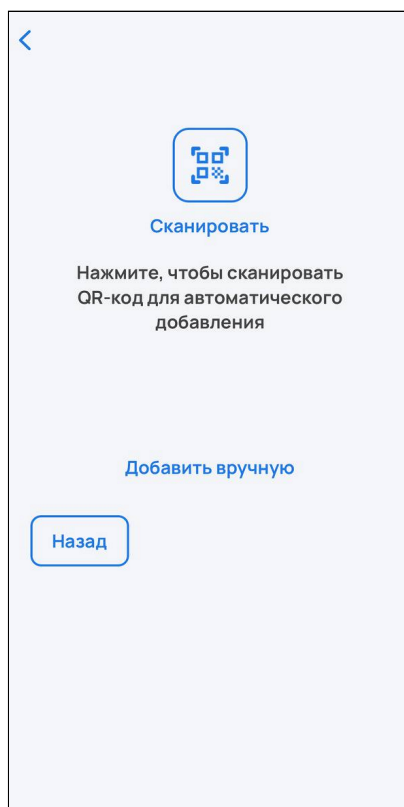 Сканировать
Нажмите, чтобы сканировать
QR-код для автоматического
добавления
Добавить вручную
Назад